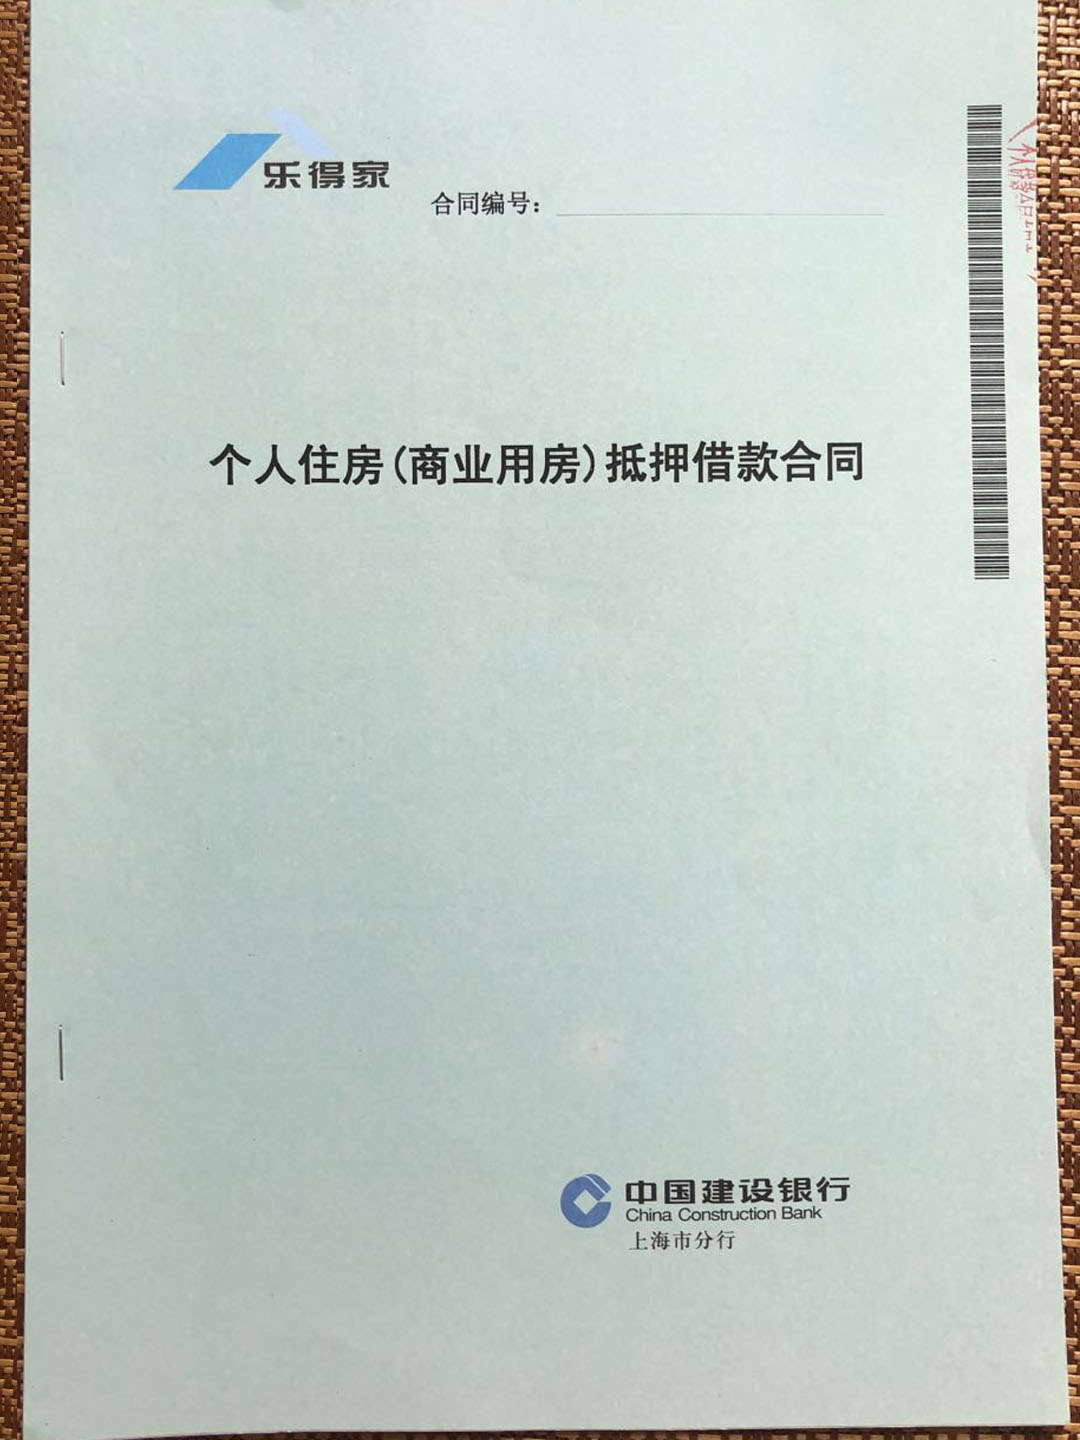 乐得家
合同编号：
个人住房(商业用房)抵押借款合同
中国建设银行
China Construction Bank
上海市分行